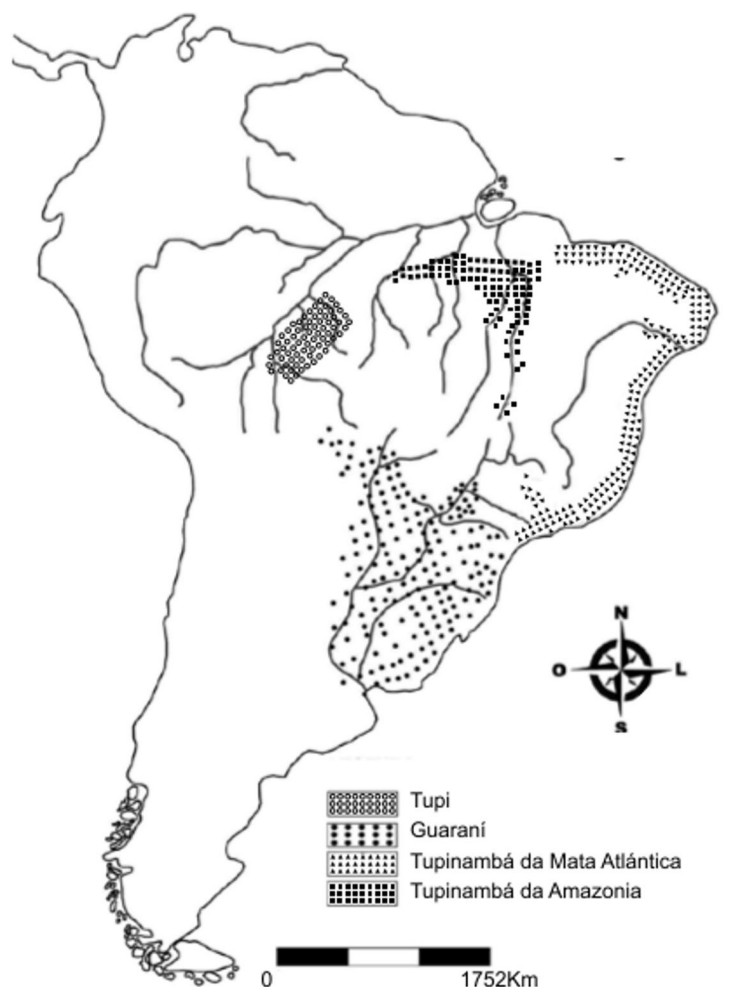 N
O L
S
Tupi
Guaraní
Tupinambá da Mata Atlántica
Tupinambá da Amazonia
0 1752Km